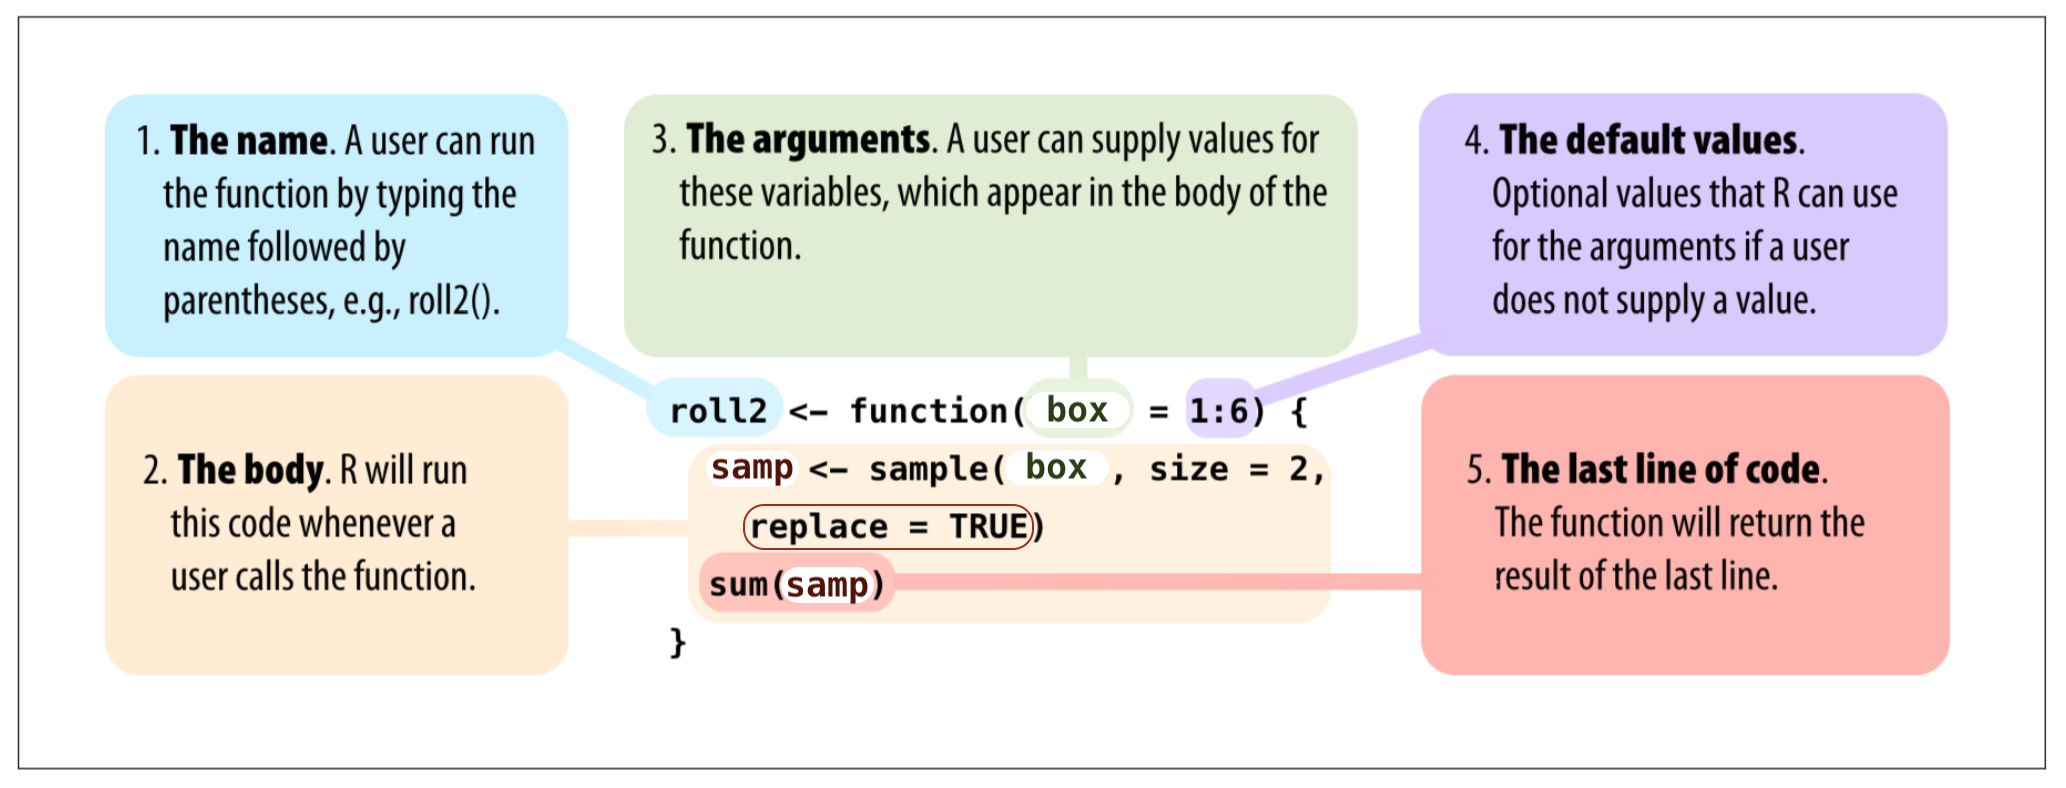 1. The name. A user can run
the function by typing the
name followed by
parentheses, e.g., roll2().
3. The arguments. A user can supply values for
these variables, which appear in the body of the
function.
4. The default values.
Optional values that R can use
for the arguments if a user
does not supply a value.
2. The body. R will run
this code whenever a
user calls the function.
roll2 <- function( box = 1:6) {
samp <- sample( box , size = 2,
replace = TRUE)
sum(samp)
}
5. The last line of code.
The function will return the
result of the last line.